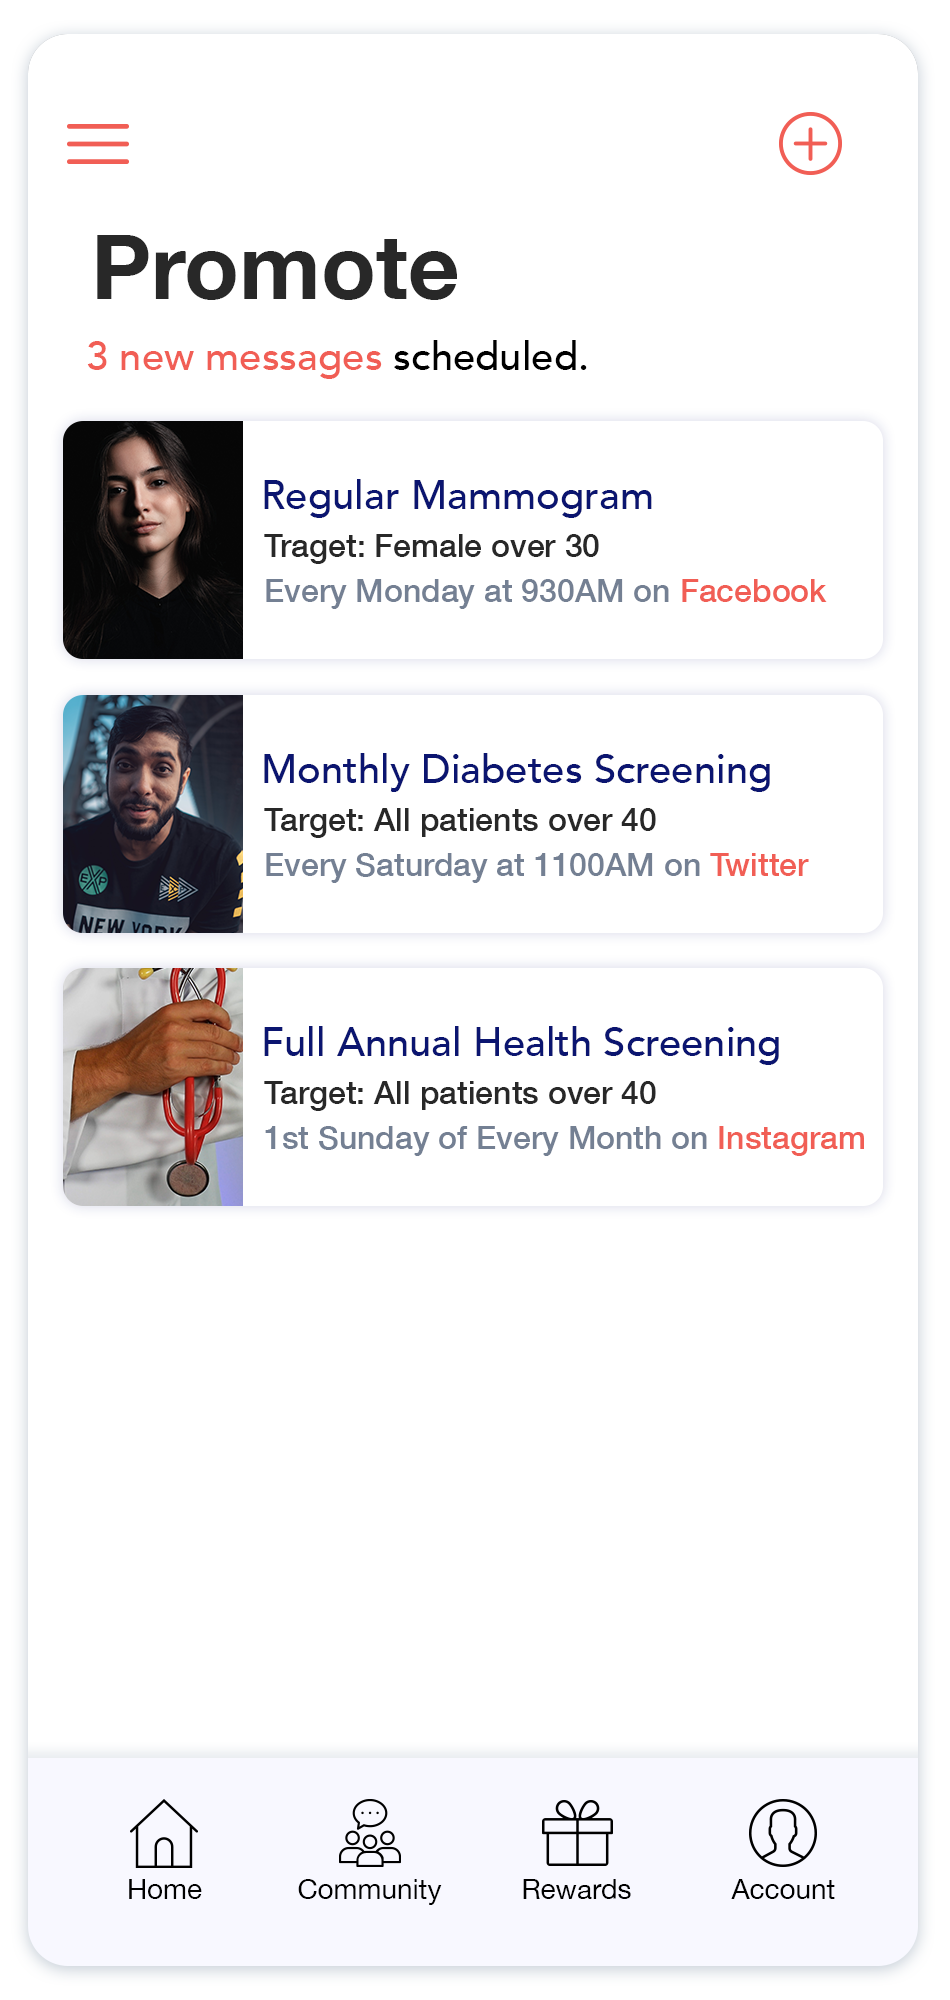 Promote
3 new messages scheduled.
Regular Mammogram
Traget: Female over 30
Every Monday at 930AM on Facebook
Monthly Diabetes Screening
Target: All patients over 40
Every Saturday at 1100AM on Twitter
EXP
NEW YORK
Full Annual Health Screening
Target: All patients over 40
1st Sunday of Every Month on Instagram
Home Community Rewards Account